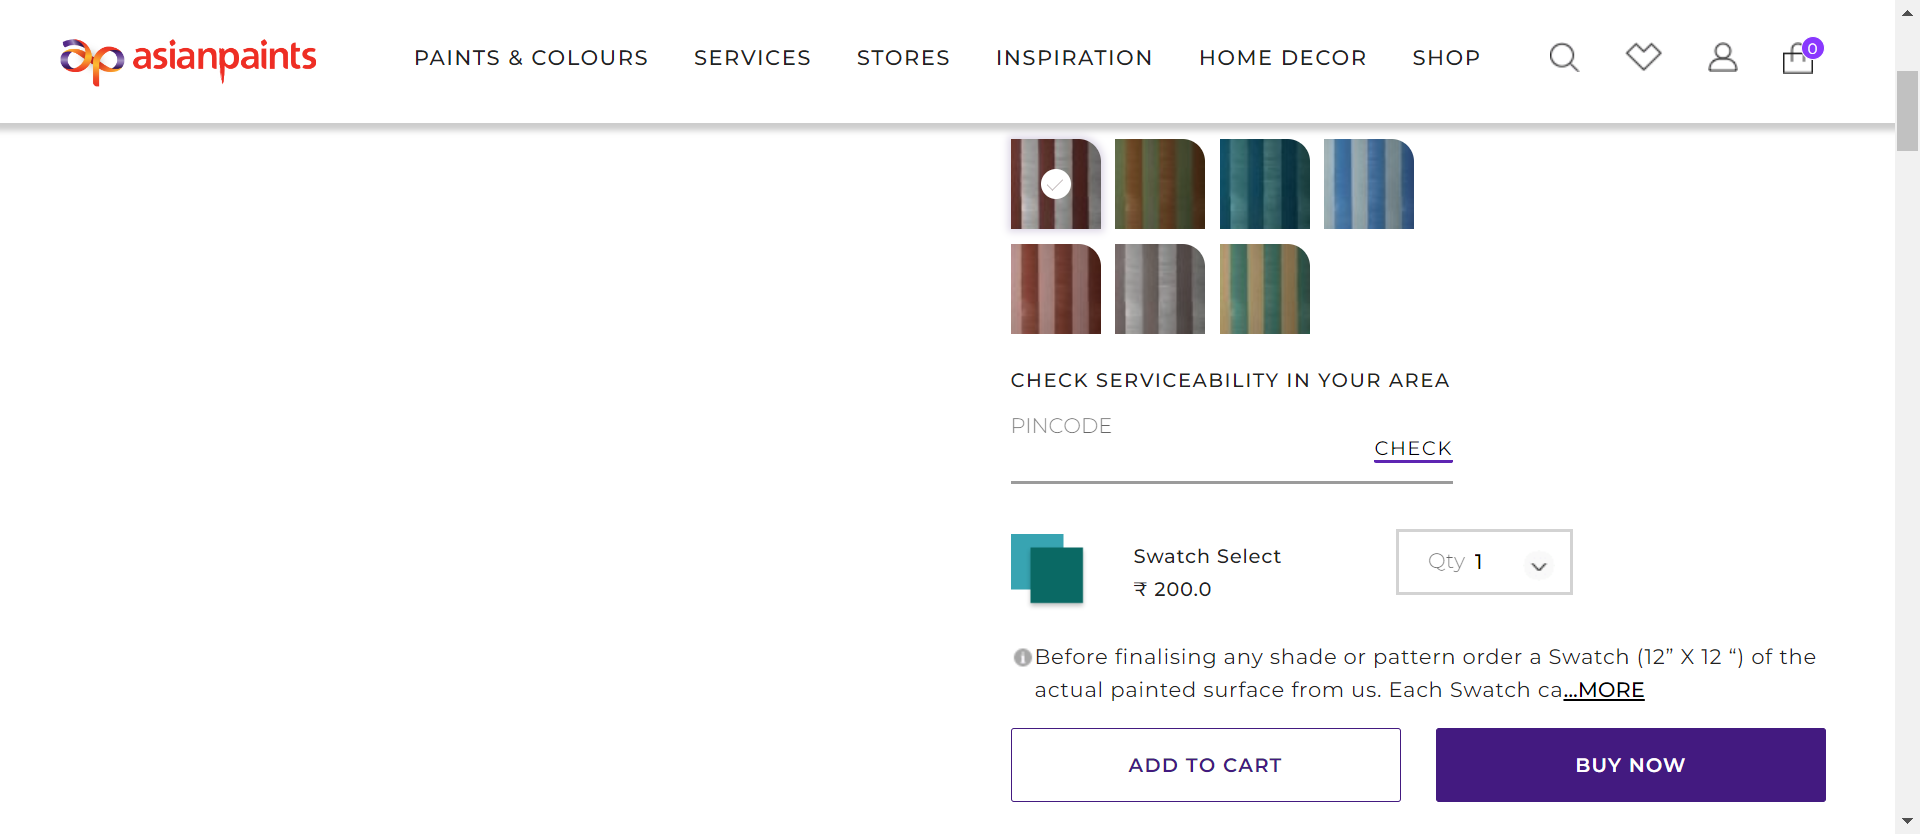 asianpaints
PAINTS & COLOURS SERVICES STORES INSPIRATION HOME DECOR SHOP
0
CHECK SERVICEABILITY IN YOUR AREA
PINCODE
CHECK
Swatch Select
₹ 200.0
Qty 1
Before finalising any shade or pattern order a Swatch (12” X 12 “) of the
actual painted surface from us. Each Swatch ca...MORE
ADD TO CART
BUY NOW